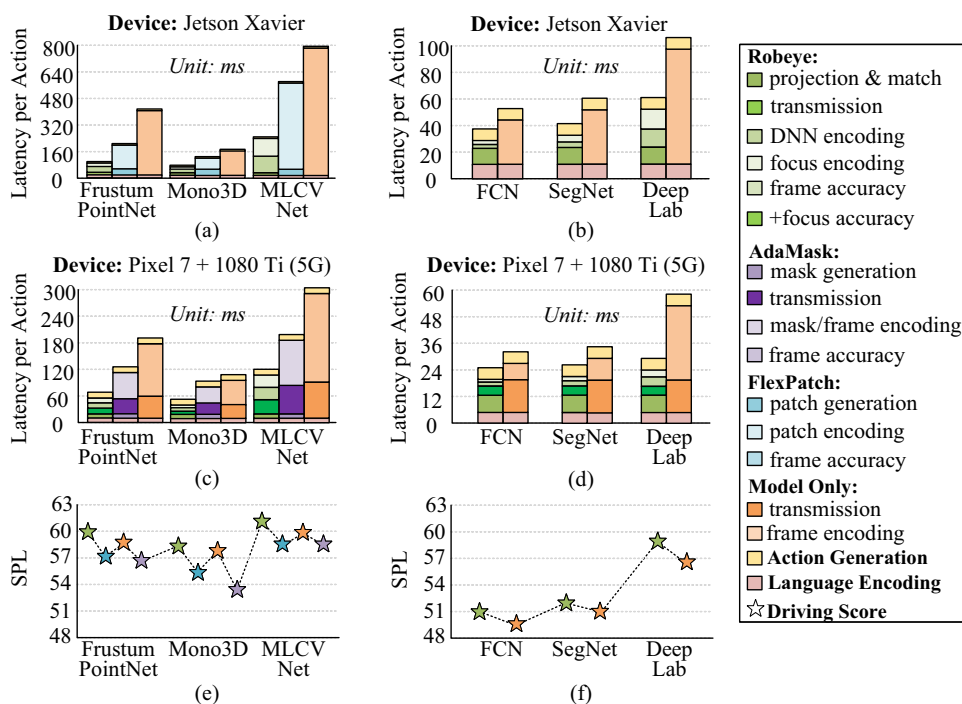 Device: Jetson Xavier
Latency per Action
800
640
480
320
160
0
Unit: ms
Frustum PointNet
Mono3D
MLCV Net
(a)
Device: Jetson Xavier
Latency per Action
100
80
60
40
20
0
Unit: ms
FCN
SegNet
Deep Lab
(b)
Device: Pixel 7 + 1080 Ti (5G)
Latency per Action
300
240
180
120
60
0
Unit: ms
Frustum PointNet
Mono3D
MLCV Net
(c)
Device: Pixel 7 + 1080 Ti (5G)
Latency per Action
60
48
36
24
12
0
Unit: ms
FCN
SegNet
Deep Lab
(d)
SPL
63
60
57
54
51
48
Frustum PointNet
Mono3D
MLCV Net
(e)
SPL
63
60
57
54
51
48
FCN
SegNet
Deep Lab
(f)
Robeye:
projection & match
transmission
DNN encoding
focus encoding
frame accuracy
+focus accuracy
AdaMask:
mask generation
transmission
mask/frame encoding
frame accuracy
FlexPatch:
patch generation
patch encoding
frame accuracy
Model Only:
transmission
frame encoding
Action Generation
Language Encoding
Driving Score